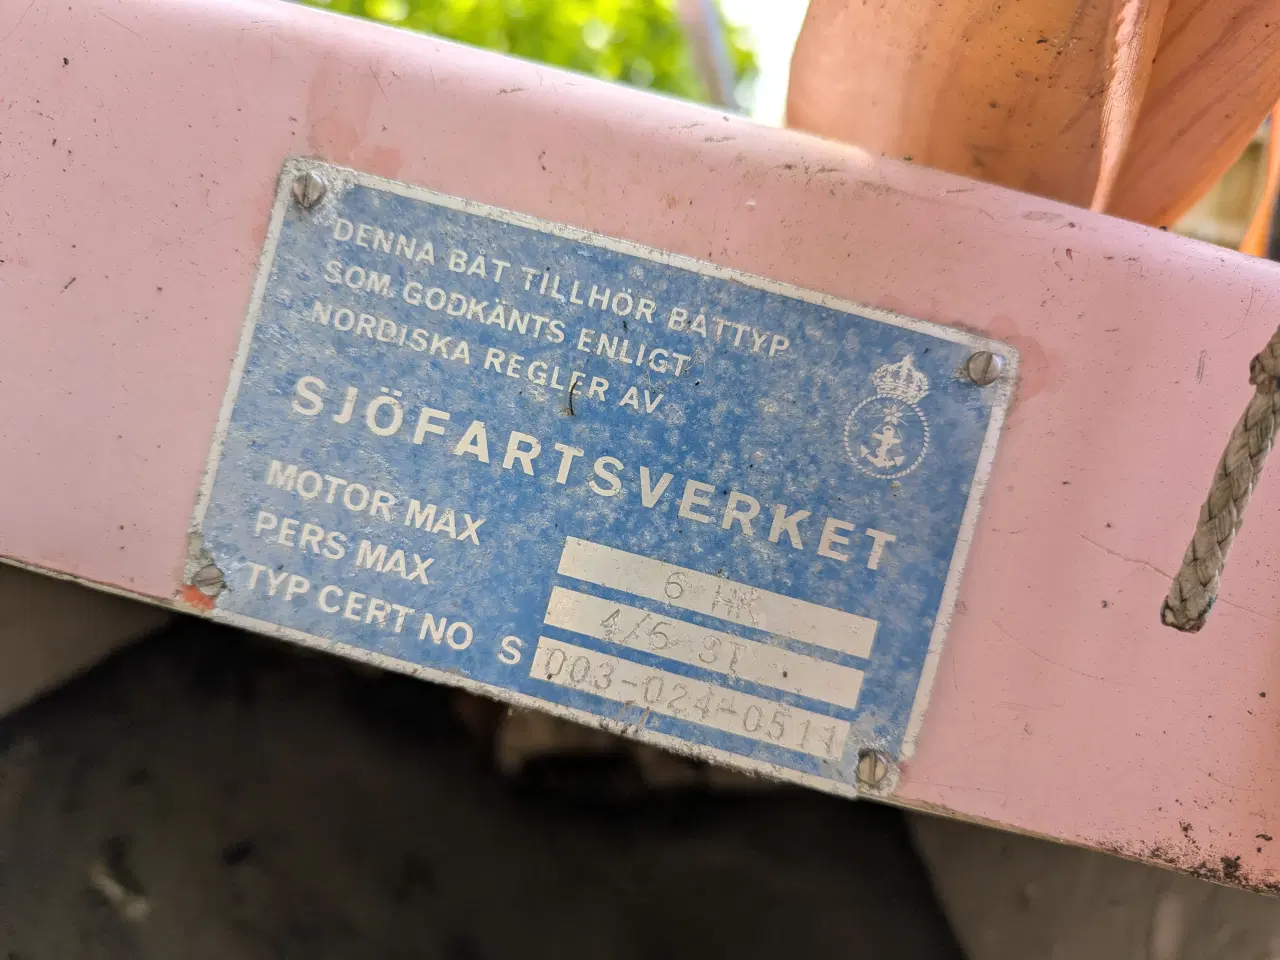 DENNA BÅT TILLHÖR BÅTTYP
SOM GODKÄNTS ENLIGT
NORDISKA REGLER AV
SJÖFARTSVERKET
MOTOR MAX 6 HK
PERS MAX 4/5 ST
TYP CERT NO S 003-024-0511